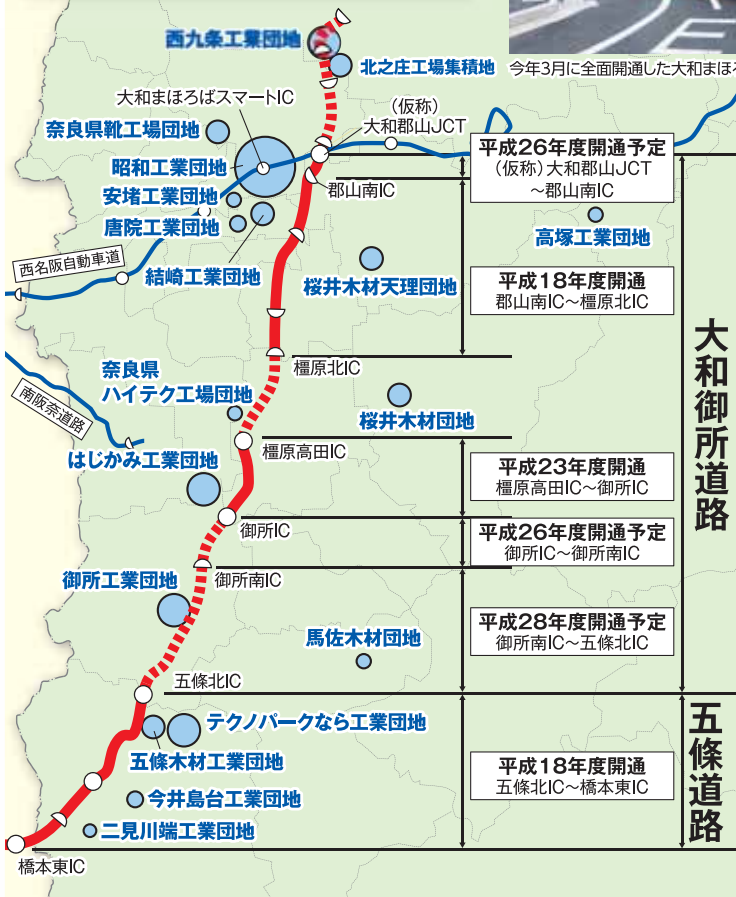 西九条工業団地
北之庄工場集積地
今年3月に全面開通した大和まほろ
大和まほろばスマートIC
(仮称)
大和郡山JCT
奈良県靴工場団地
昭和工業団地
平成26年度開通予定
(仮称)大和郡山JCT
～郡山南IC
郡山南IC
安堵工業団地
唐院工業団地
高塚工業団地
西名阪自動車道
結崎工業団地
桜井木材天理団地
平成18年度開通
郡山南IC～橿原北IC
大和御所道路
橿原北IC
奈良県
ハイテク工場団地
南阪奈道路
桜井木材団地
橿原高田IC
はじかみ工業団地
平成23年度開通
橿原高田IC～御所IC
御所IC
平成26年度開通予定
御所IC～御所南IC
御所南IC
御所工業団地
平成28年度開通予定
御所南IC～五條北IC
馬佐木材団地
五條北IC
五條道路
テクノパークなら工業団地
五條木材工業団地
平成18年度開通
五條北IC～橋本東IC
今井島台工業団地
二見川端工業団地
橋本東IC